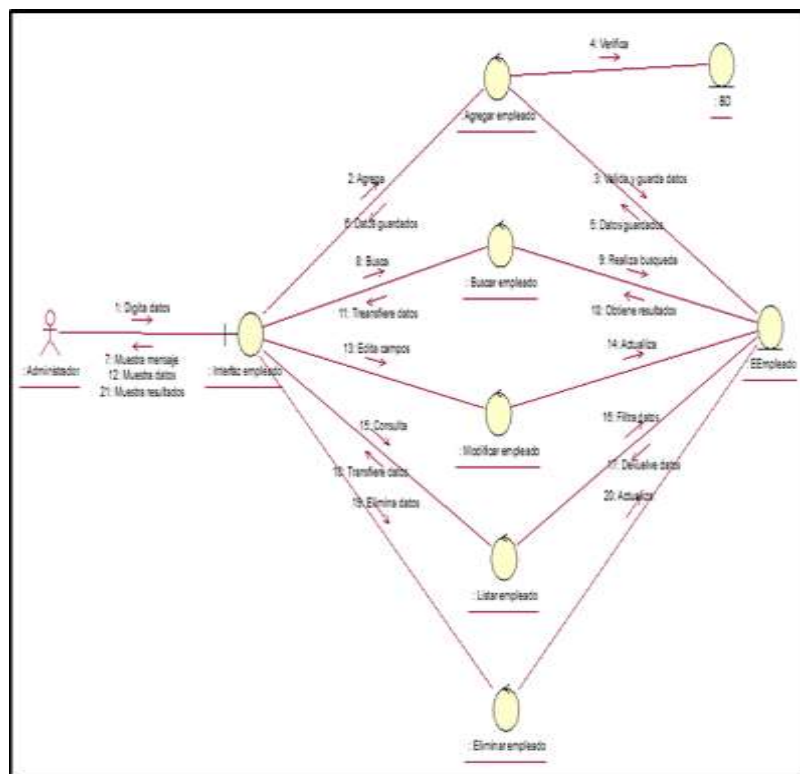 4: Verifica
: Agregar empleado
: BD
2: Agrega
3: Valida y guarda datos
6: Datos guardados
5: Datos guardados
8: Busca
9: Realiza busqueda
: Buscar empleado
1: Digita datos
11: Treansfiere datos
10: Obtiene resultados
13: Edita campos
14: Actualiza
: Administrador
7: Muestra mensaje
12: Muestra datos
21: Muestra resultados
: Interfaz empleado
: EEmpleado
15: Consulta
16: Filtra datos
: Modificar empleado
18: Transfiere datos
17: Devuelve datos
19: Elimina datos
20: Actualiza
: Listar empleado
: Eliminar empleado